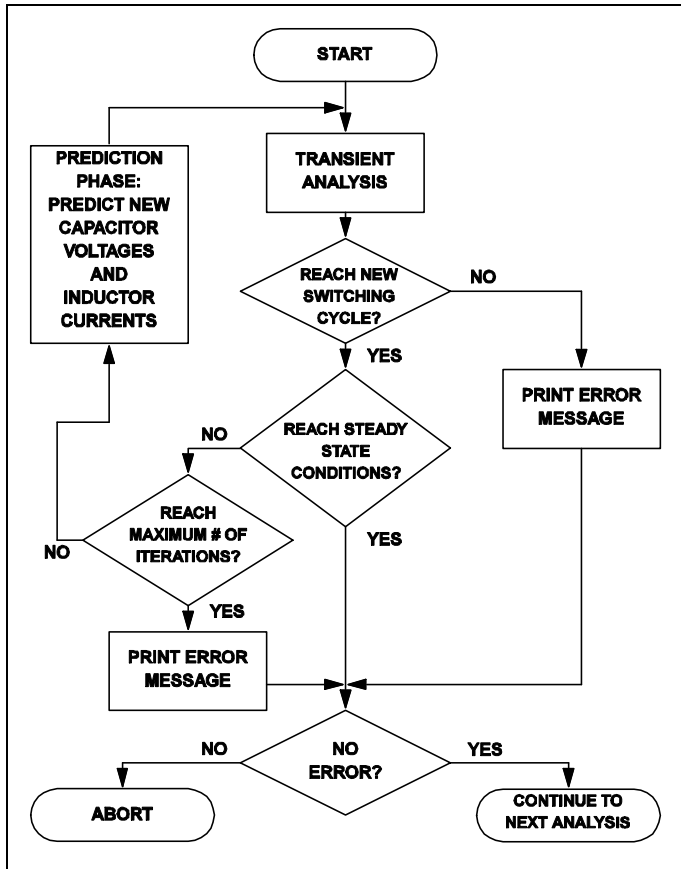 START
PREDICTION
PHASE:
PREDICT NEW
CAPACITOR
VOLTAGES
AND
INDUCTOR
CURRENTS
TRANSIENT
ANALYSIS
REACH NEW
SWITCHING
CYCLE?
NO
YES
PRINT ERROR
MESSAGE
REACH STEADY
STATE
CONDITIONS?
NO
YES
REACH
MAXIMUM # OF
ITERATIONS?
NO
YES
PRINT ERROR
MESSAGE
NO
ERROR?
NO
YES
ABORT
CONTINUE TO
NEXT ANALYSIS